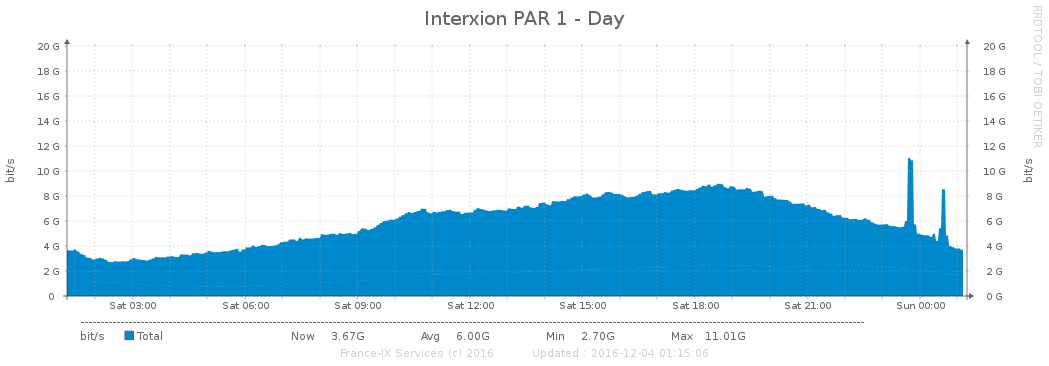 Interxion PAR 1 - Day
RRDTOOL / TOBI OETIKER
bit/s
20 G
18 G
16 G
14 G
12 G
10 G
8 G
6 G
4 G
2 G
0
20 G
18 G
16 G
14 G
12 G
10 G
8 G
6 G
4 G
2 G
0 G
bit/s
Sat 03:00 Sat 06:00 Sat 09:00 Sat 12:00 Sat 15:00 Sat 18:00 Sat 21:00 Sun 00:00
bit/s Total Now 3.67G Avg 6.00G Min 2.70G Max 11.01G
France-IX Services (c) 2016 Updated : 2016-12-04 01:15:06